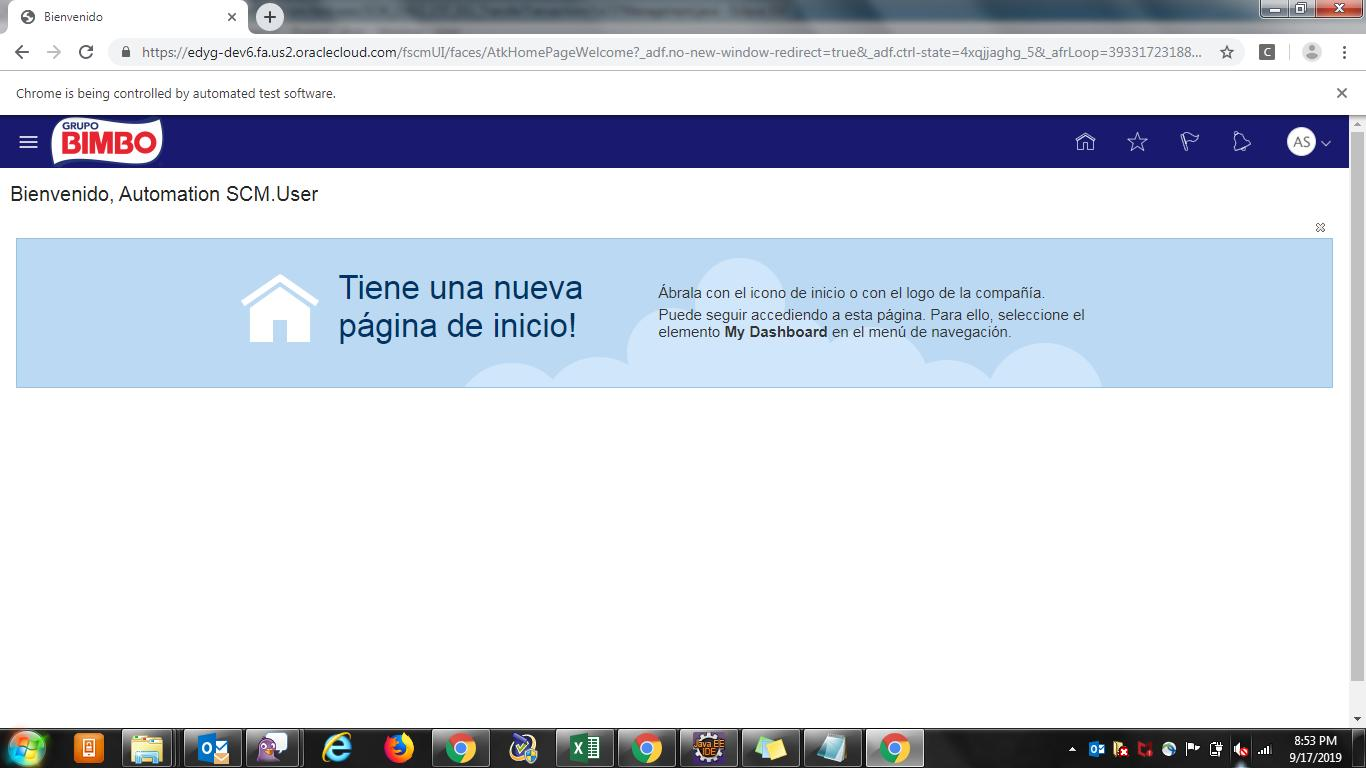 Bienvenido
https://edyg-dev6.fa.us2.oraclecloud.com/fscmUI/faces/AtkHomePageWelcome?_adf.no-new-window-redirect=true&_adf.ctrl-state=4xqjjaghg_5&_afrLoop=39331723188...
C
Chrome is being controlled by automated test software.
GRUPO
BIMBO
AS
Bienvenido, Automation SCM.User
Tiene una nueva
página de inicio!
Ábrala con el icono de inicio o con el logo de la compañía.
Puede seguir accediendo a esta página. Para ello, seleccione el
elemento My Dashboard en el menú de navegación.
Java EE
IDE
8:53 PM
9/17/2019